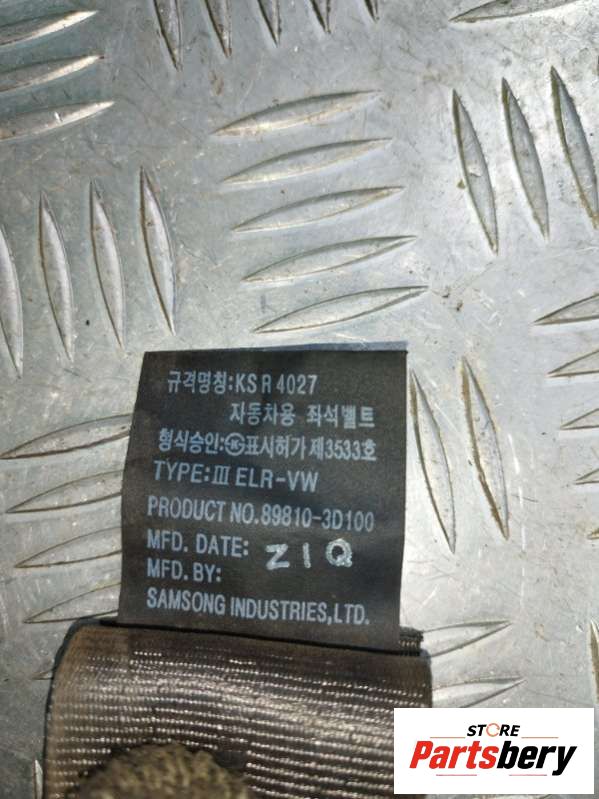 규격명칭:KS R 4027
자동차용 좌석벨트
형식승인:㉿표시허가 제3533호
TYPE:Ⅲ ELR-VW
PRODUCT NO.89810-3D100
MFD. DATE: Z1Q
MFD. BY:
SAMSONG INDUSTRIES,LTD.
STORE
Partsbery